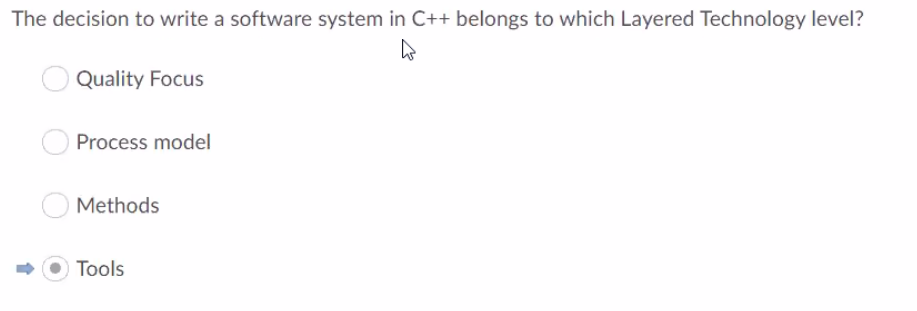 The decision to write a software system in C++ belongs to which Layered Technology level?
Quality Focus
Process model
Methods
Tools